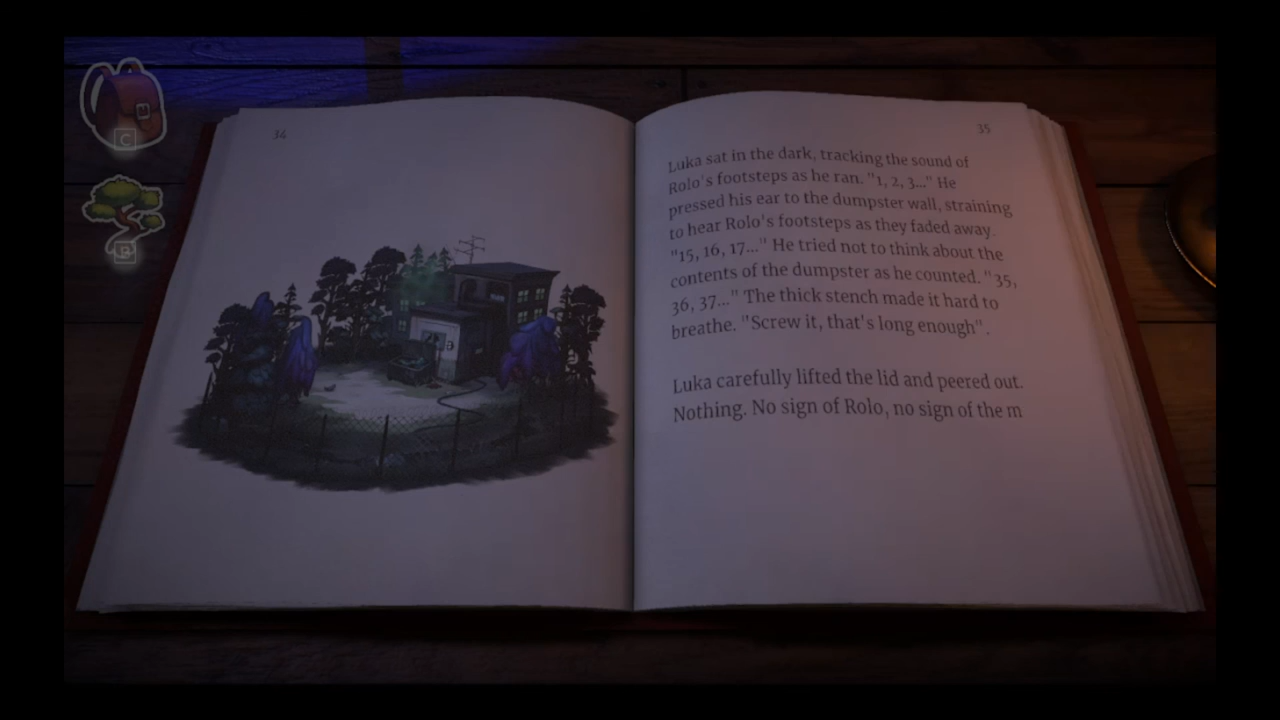 34
35
C
B
Luka sat in the dark, tracking the sound of
Rolo's footsteps as he ran. "1, 2, 3..." He
pressed his ear to the dumpster wall, straining
to hear Rolo's footsteps as they faded away.
"15, 16, 17..." He tried not to think about the
contents of the dumpster as he counted. "35,
36, 37..." The thick stench made it hard to
breathe. "Screw it, that's long enough".
Luka carefully lifted the lid and peered out.
Nothing. No sign of Rolo, no sign of the m